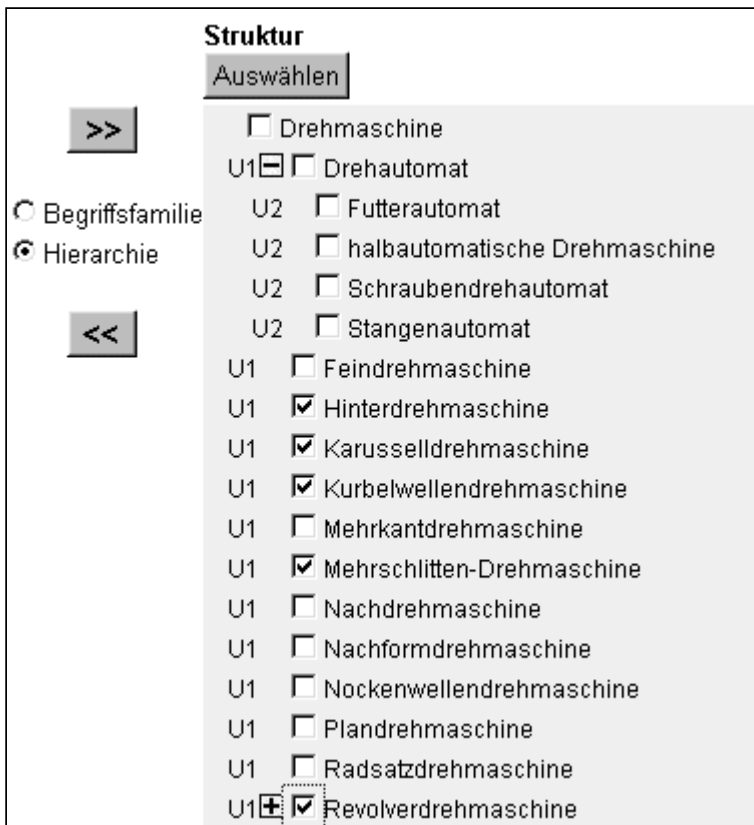 Struktur
Auswählen
>>
Drehmaschine
U1 Drehautomat
Begriffsfamilie
U2 Futterautomat
Hierarchie
U2 halbautomatische Drehmaschine
U2 Schraubendrehautomat
<<
U2 Stangenautomat
U1 Feindrehmaschine
U1 Hinterdrehmaschine
U1 Karusselldrehmaschine
U1 Kurbelwellendrehmaschine
U1 Mehrkantdrehmaschine
U1 Mehrschlitten-Drehmaschine
U1 Nachdrehmaschine
U1 Nachformdrehmaschine
U1 Nockenwellendrehmaschine
U1 Plandrehmaschine
U1 Radsatzdrehmaschine
U1 Revolverdrehmaschine